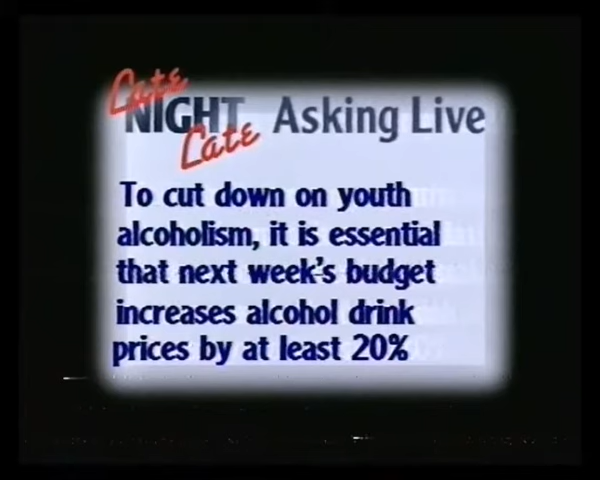 Late
NIGHT Asking Live
Late
To cut down on youth
alcoholism, it is essential
that next week's budget
increases alcohol drink
prices by at least 20%